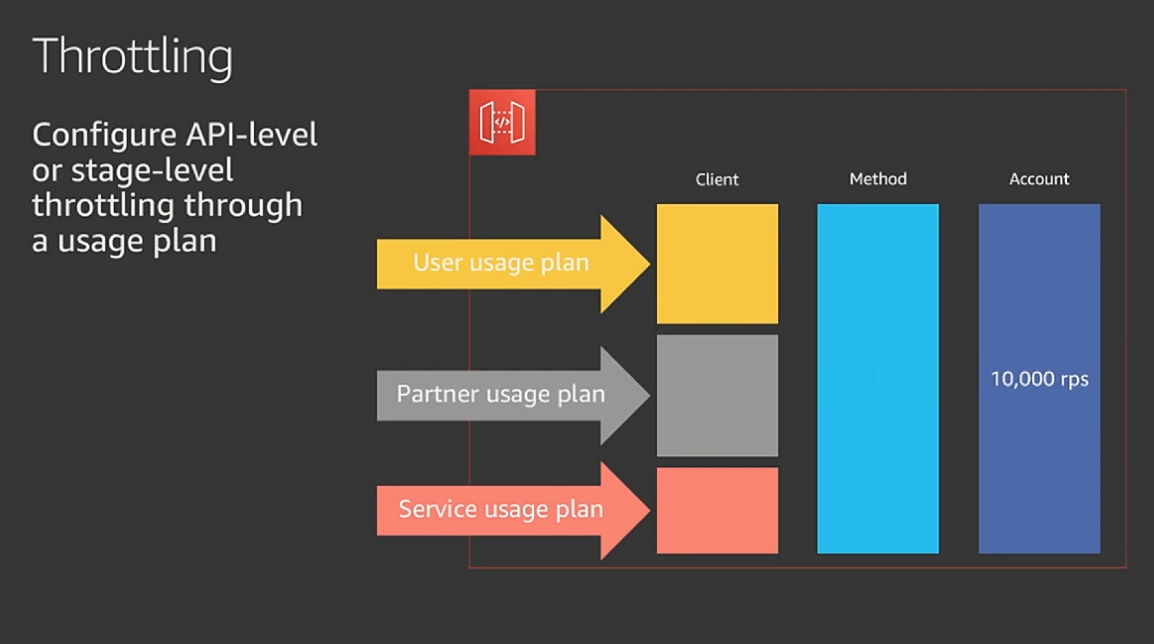 Throttling
Configure API-level
or stage-level
throttling through
a usage plan
</>
Client
Method
Account
User usage plan
Partner usage plan
10,000 rps
Service usage plan